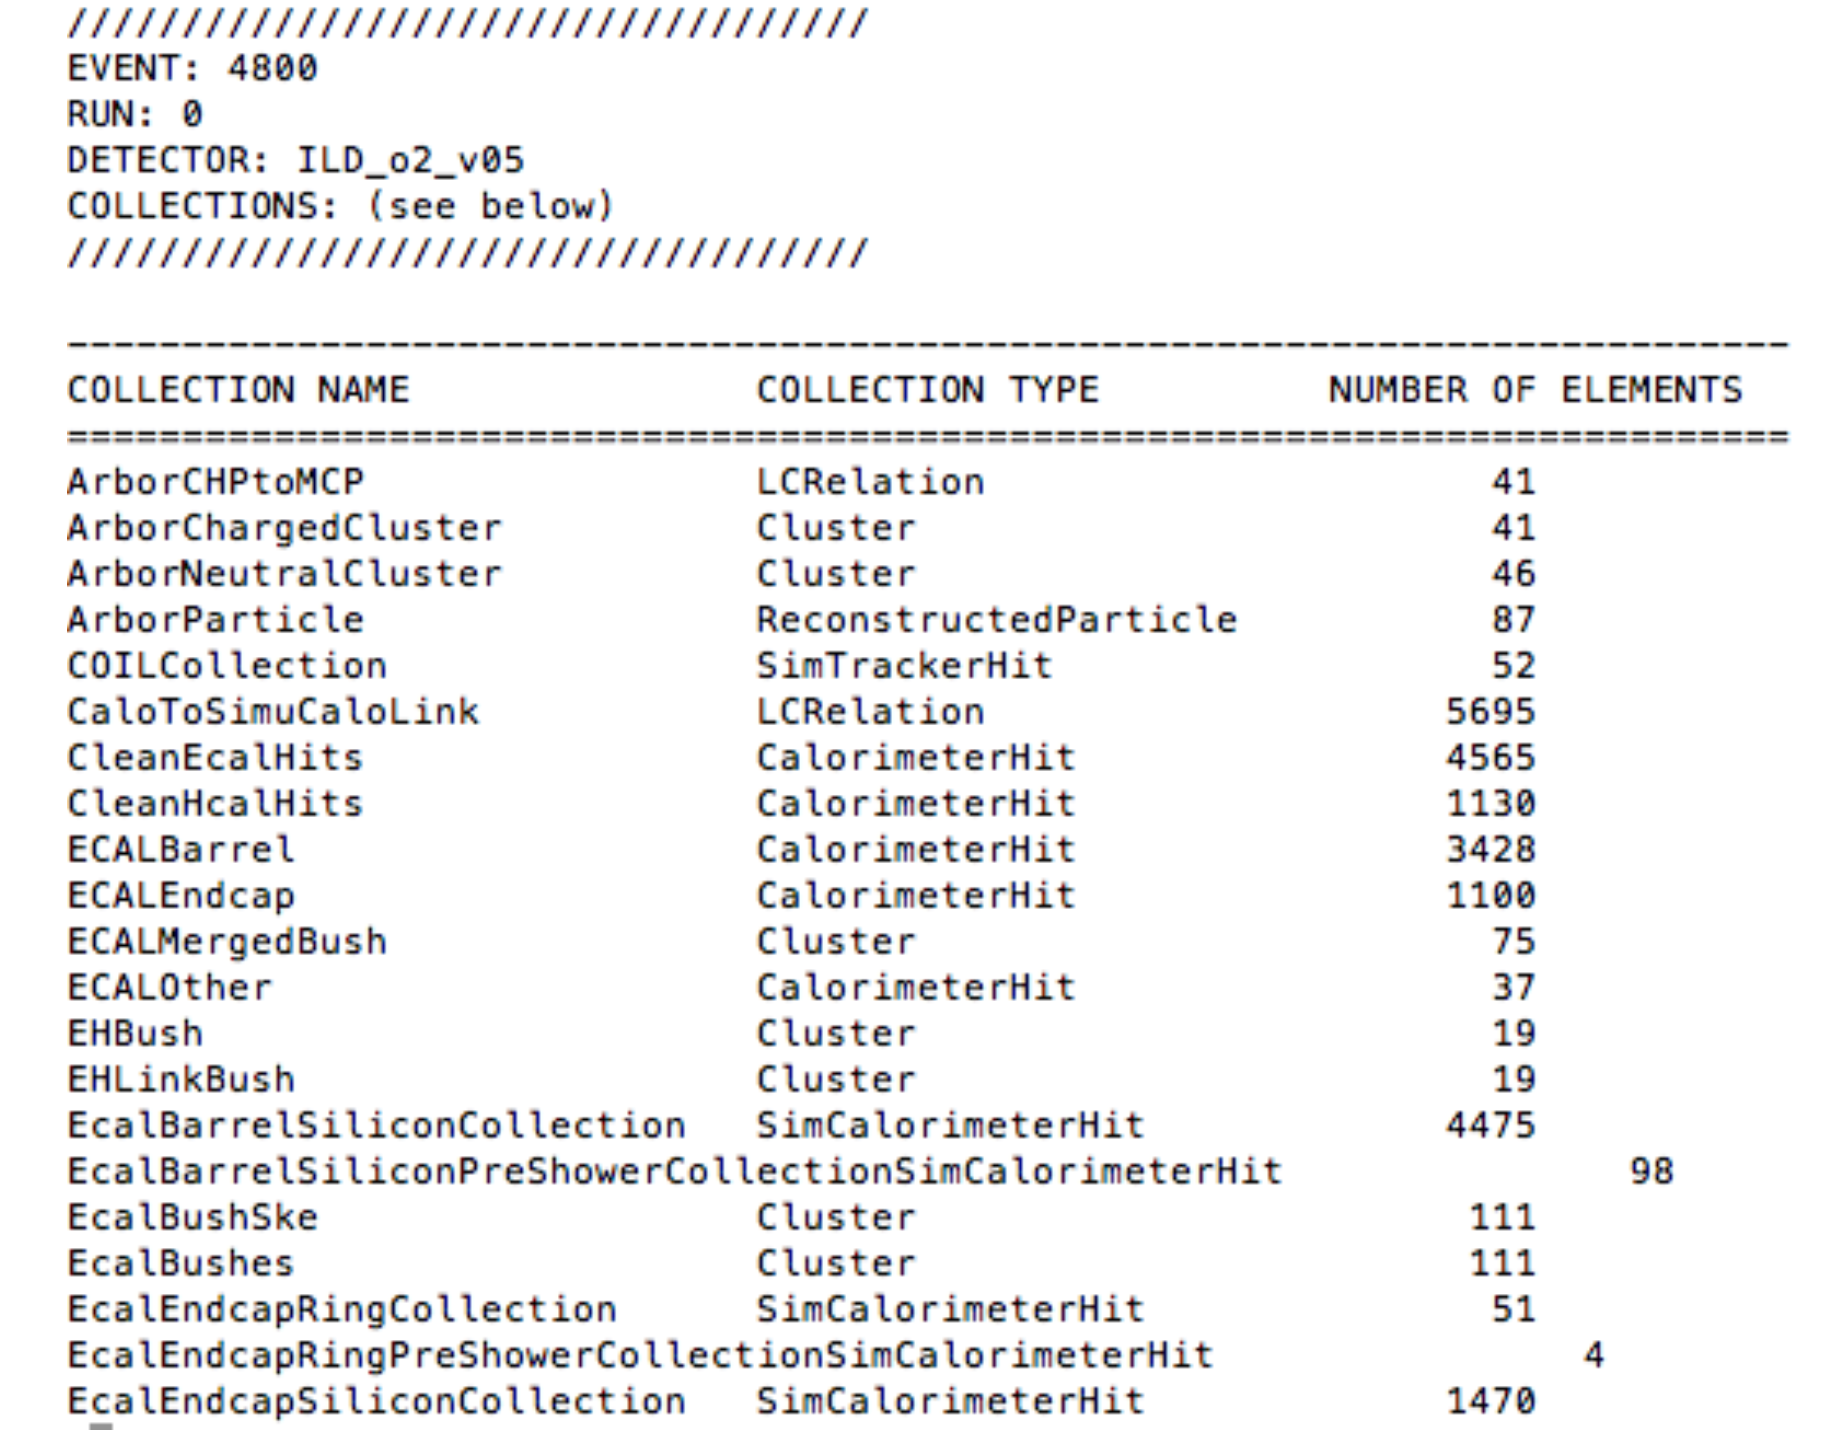 ///////////////////////////////////
EVENT: 4800
RUN: 0
DETECTOR: ILD_o2_v05
COLLECTIONS: (see below)
///////////////////////////////////
---------------------------------------------------------------------------
COLLECTION NAME               COLLECTION TYPE          NUMBER OF ELEMENTS
===========================================================================
ArborCHPtoMCP                 LCRelation                      41
ArborChargedCluster           Cluster                         41
ArborNeutralCluster           Cluster                         46
ArborParticle                 ReconstructedParticle           87
COILCollection                SimTrackerHit                   52
CaloToSimuCaloLink            LCRelation                    5695
CleanEcalHits                 CalorimeterHit                4565
CleanHcalHits                 CalorimeterHit                1130
ECALBarrel                    CalorimeterHit                3428
ECALEndcap                    CalorimeterHit                1100
ECALMergedBush                Cluster                         75
ECALOther                     CalorimeterHit                  37
EHBush                        Cluster                         19
EHLinkBush                    Cluster                         19
EcalBarrelSiliconCollection   SimCalorimeterHit             4475
EcalBarrelSiliconPreShowerCollectionSimCalorimeterHit               98
EcalBushSke                   Cluster                        111
EcalBushes                    Cluster                        111
EcalEndcapRingCollection      SimCalorimeterHit               51
EcalEndcapRingPreShowerCollectionSimCalorimeterHit                4
EcalEndcapSiliconCollection   SimCalorimeterHit             1470